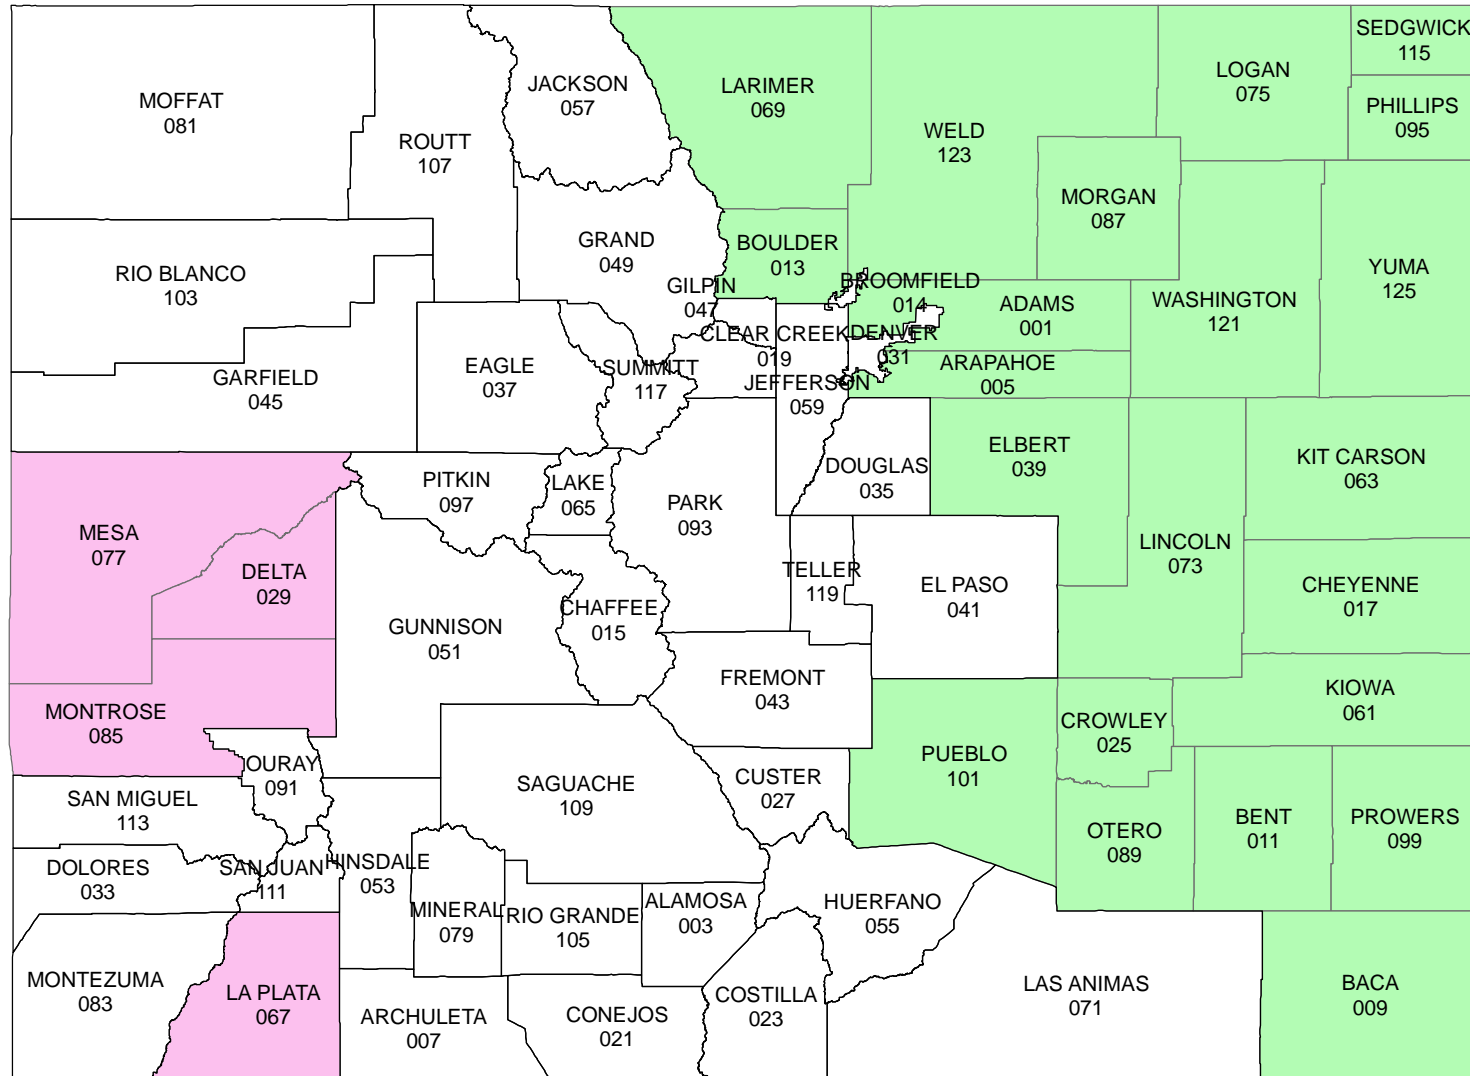 SEDGWICK
115
JACKSON
057
LARIMER
069
LOGAN
075
MOFFAT
081
PHILLIPS
095
ROUTT
107
WELD
123
MORGAN
087
GRAND
049
BOULDER
013
RIO BLANCO
103
YUMA
125
GILPIN
047
BROOMFIELD
014
ADAMS
001
WASHINGTON
121
CLEAR CREEK
019
DENVER
031
EAGLE
037
SUMMITT
117
ARAPAHOE
005
GARFIELD
045
JEFFERSON
059
ELBERT
039
KIT CARSON
063
DOUGLAS
035
PITKIN
097
LAKE
065
PARK
093
MESA
077
LINCOLN
073
DELTA
029
TELLER
119
EL PASO
041
CHEYENNE
017
CHAFFEE
015
GUNNISON
051
FREMONT
043
KIOWA
061
MONTROSE
085
CROWLEY
025
PUEBLO
101
OURAY
091
SAGUACHE
109
CUSTER
027
SAN MIGUEL
113
BENT
011
PROWERS
099
OTERO
089
DOLORES
033
SAN JUAN
111
HINSDALE
053
MINERAL
079
RIO GRANDE
105
ALAMOSA
003
HUERFANO
055
MONTEZUMA
083
LA PLATA
067
ARCHULETA
007
CONEJOS
021
COSTILLA
023
LAS ANIMAS
071
BACA
009